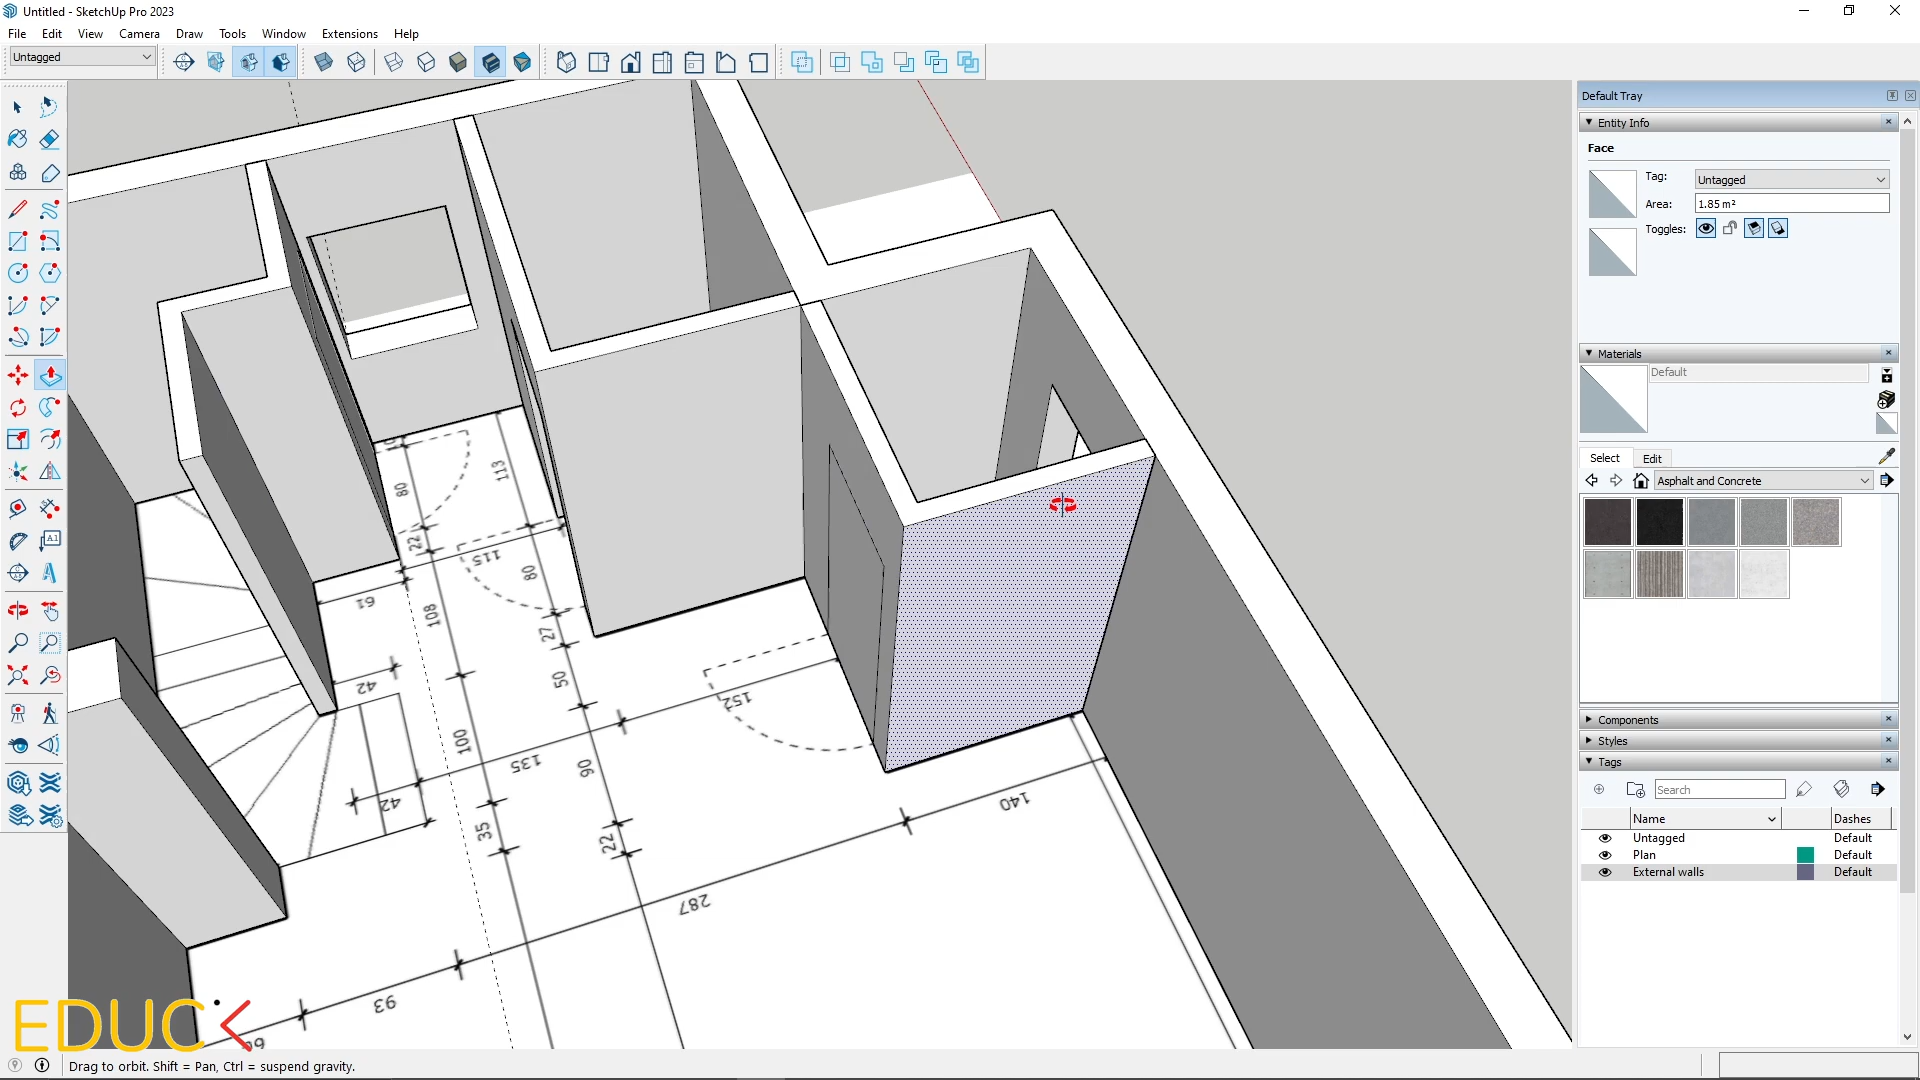 Untitled - SketchUp Pro 2023
File Edit View Camera Draw Tools Window Extensions Help
Untagged
Default Tray
Entity Info
Face
Tag: Untagged
Area: 1.85 m²
Toggles:
Materials
Default
Select Edit
Asphalt and Concrete
Components
Styles
Tags
Search
Name Dashes
Untagged Default
Plan Default
External walls Default
A1
A
80
113
22
115
80
61
108
27
42
50
152
100
135
90
42
35
22
140
287
93
EDUC
Drag to orbit. Shift = Pan, Ctrl = suspend gravity.